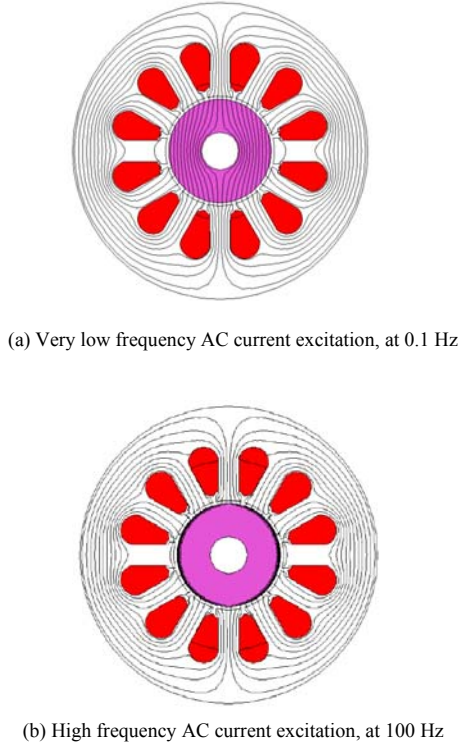 (a) Very low frequency AC current excitation, at 0.1 Hz
(b) High frequency AC current excitation, at 100 Hz